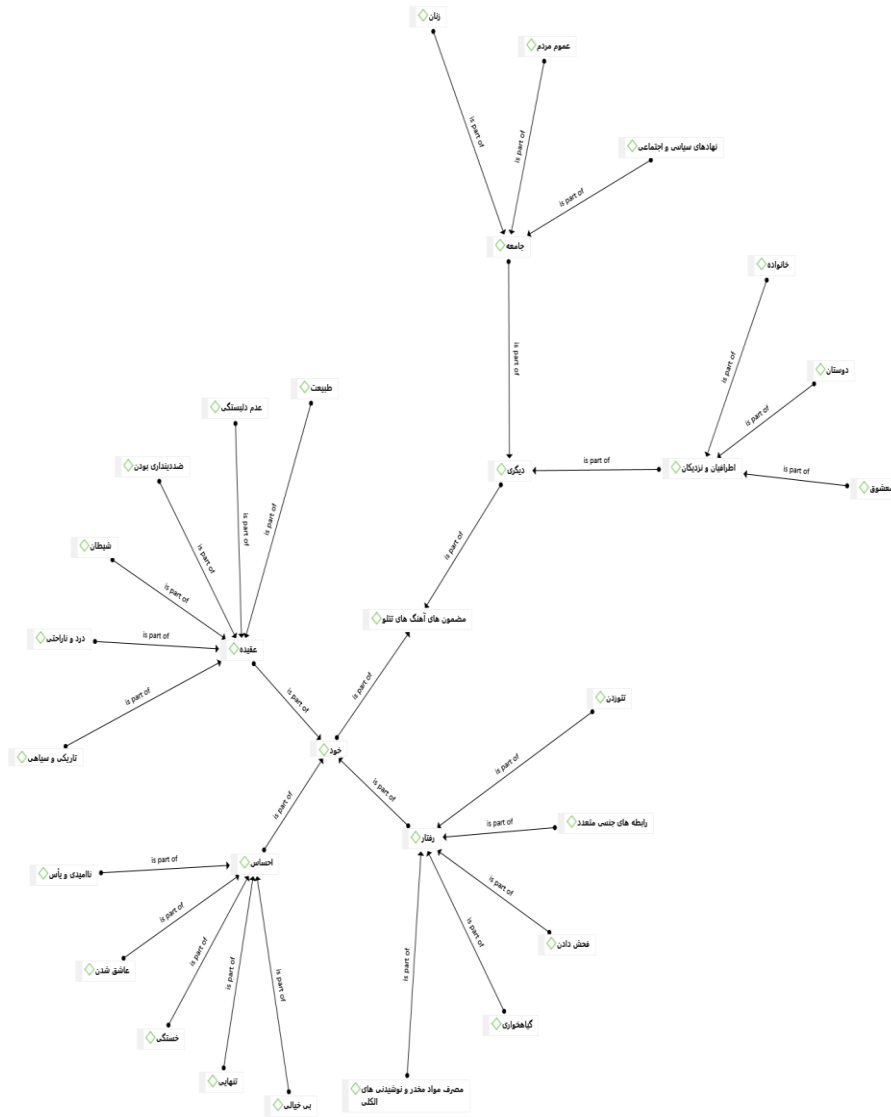 زنان
عموم مردم
is part of
is part of
نهادهای سیاسی و اجتماعی
is part of
جامعه
خانواده
is part of
is part of
دوستان
is part of
is part of
اطرافیان و نزدیکان
is part of
معشوق
دیگری
is part of
طبیعت
عدم دلبستگی
ضددینداری بودن
is part of
is part of
is part of
شیطان
is part of
درد و ناراحتی
is part of
عقیده
is part of
تاریکی و سیاهی
is part of
مضمون های آهنگ های تتلو
is part of
خود
تتوزدن
is part of
is part of
رابطه های جنسی متعدد
is part of
رفتار
is part of
احساس
is part of
ناامیدی و یأس
is part of
عاشق شدن
is part of
is part of
is part of
is part of
خستگی
تنهایی
بی خیالی
is part of
فحش دادن
is part of
گیاهخواری
is part of
مصرف مواد مخدر و نوشیدنی های
الکلی